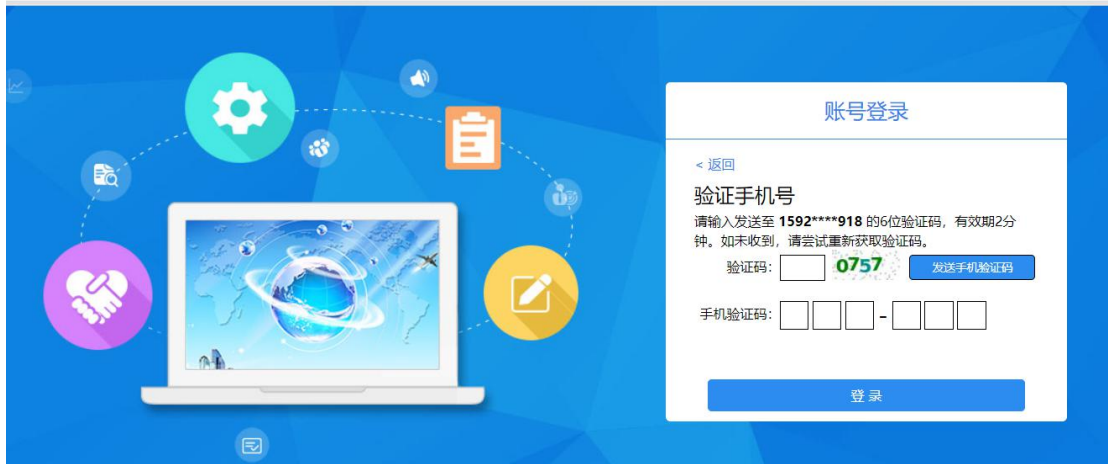 账号登录
< 返回
验证手机号
请输入发送至 1592****918 的6位验证码，有效期2分
钟。如未收到，请尝试重新获取验证码。
验证码： 0757 发送手机验证码
手机验证码： -
登 录